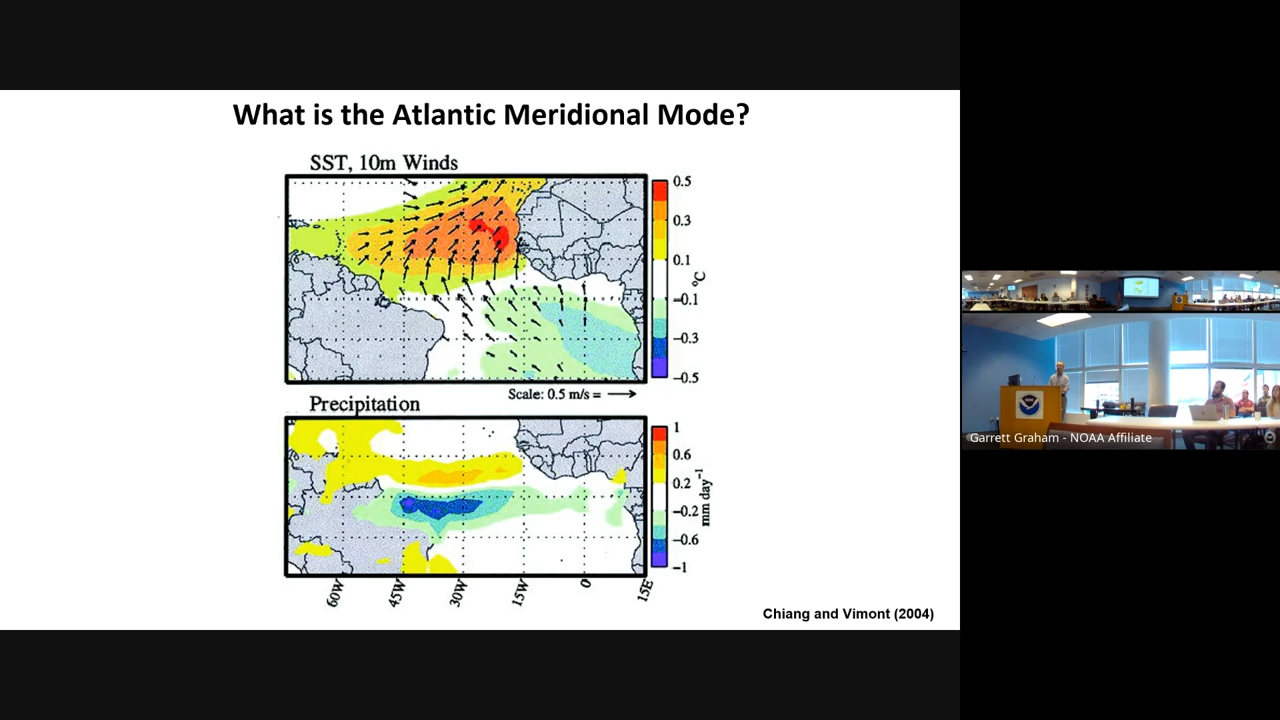 What is the Atlantic Meridional Mode?
SST, 10m Winds
0.5
0.3
0.1
−0.1
−0.3
−0.5
°C
Scale: 0.5 m/s =
Precipitation
1
0.6
0.2
−0.2
−0.6
−1
mm day⁻¹
60W
45W
30W
15W
0
15E
Chiang and Vimont (2004)
Garrett Graham - NOAA Affiliate